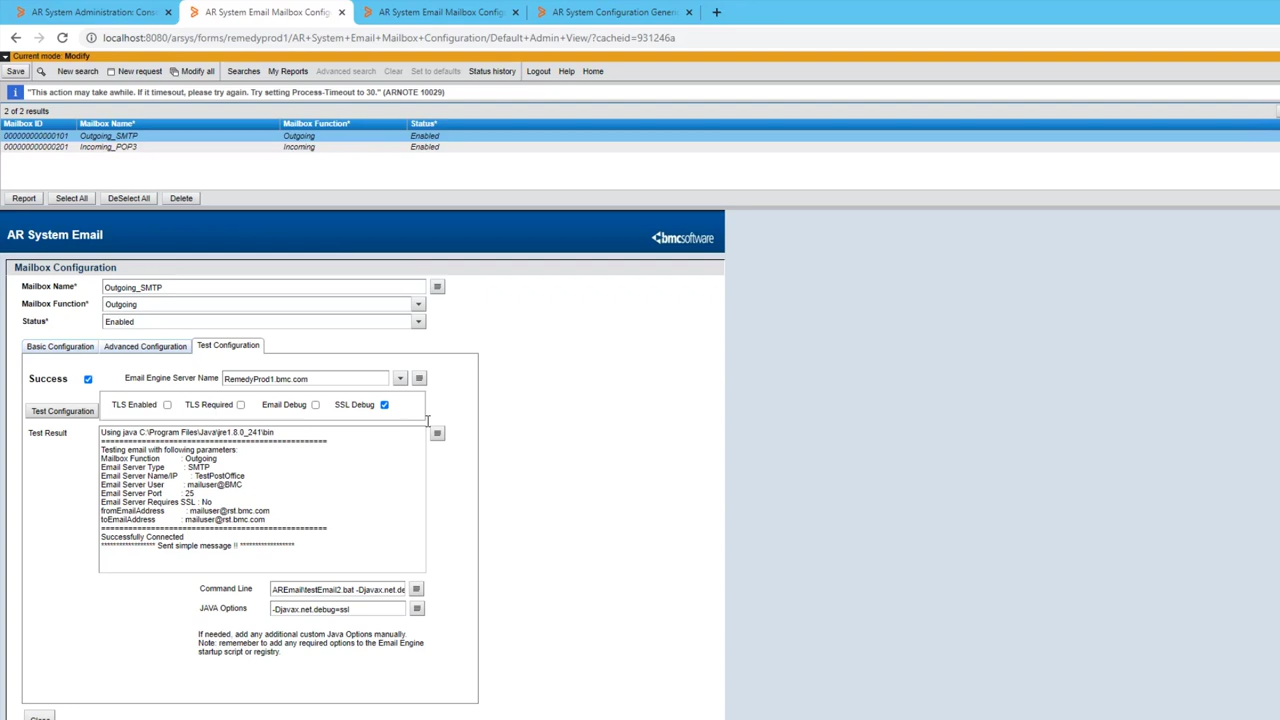 AR System Administration: Cons
AR System Email Mailbox Config
AR System Email Mailbox Configu
AR System Configuration Generic
localhost:8080/arsys/forms/remedyprod1/AR+System+Email+Mailbox+Configuration/Default+Admin+View/?cacheid=931246a
Current mode: Modify
Save New search New request Modify all Searches My Reports Advanced search Clear Set to defaults Status history Logout Help Home
"This action may take awhile. If it timesout, please try again. Try setting Process-Timeout to 30." (ARNOTE 10029)
2 of 2 results
Mailbox ID Mailbox Name* Mailbox Function* Status*
000000000000101 Outgoing_SMTP Outgoing Enabled
000000000000201 Incoming_POP3 Incoming Enabled
Report Select All DeSelect All Delete
AR System Email
bmcsoftware
Mailbox Configuration
Mailbox Name* Outgoing_SMTP
Mailbox Function* Outgoing
Status* Enabled
Basic Configuration Advanced Configuration Test Configuration
Success Email Engine Server Name RemedyProd1.bmc.com
TLS Enabled TLS Required Email Debug SSL Debug
Test Configuration
Test Result
Using java C:\Program Files\Java\jre1.8.0_241\bin
==================================================
Testing email with following parameters:
Mailbox Function : Outgoing
Email Server Type : SMTP
Email Server Name/IP : TestPostOffice
Email Server User : mailuser@BMC
Email Server Port : 25
Email Server Requires SSL : No
fromEmailAddress : mailuser@rst.bmc.com
toEmailAddress : mailuser@rst.bmc.com
==================================================
Successfully Connected
****************** Sent simple message !! ******************
Command Line AREmail\testEmail2.bat -Djavax.net.de
JAVA Options -Djavax.net.debug=ssl
If needed, add any additional custom Java Options manually.
Note: rememeber to add any required options to the Email Engine
startup script or registry.
Close